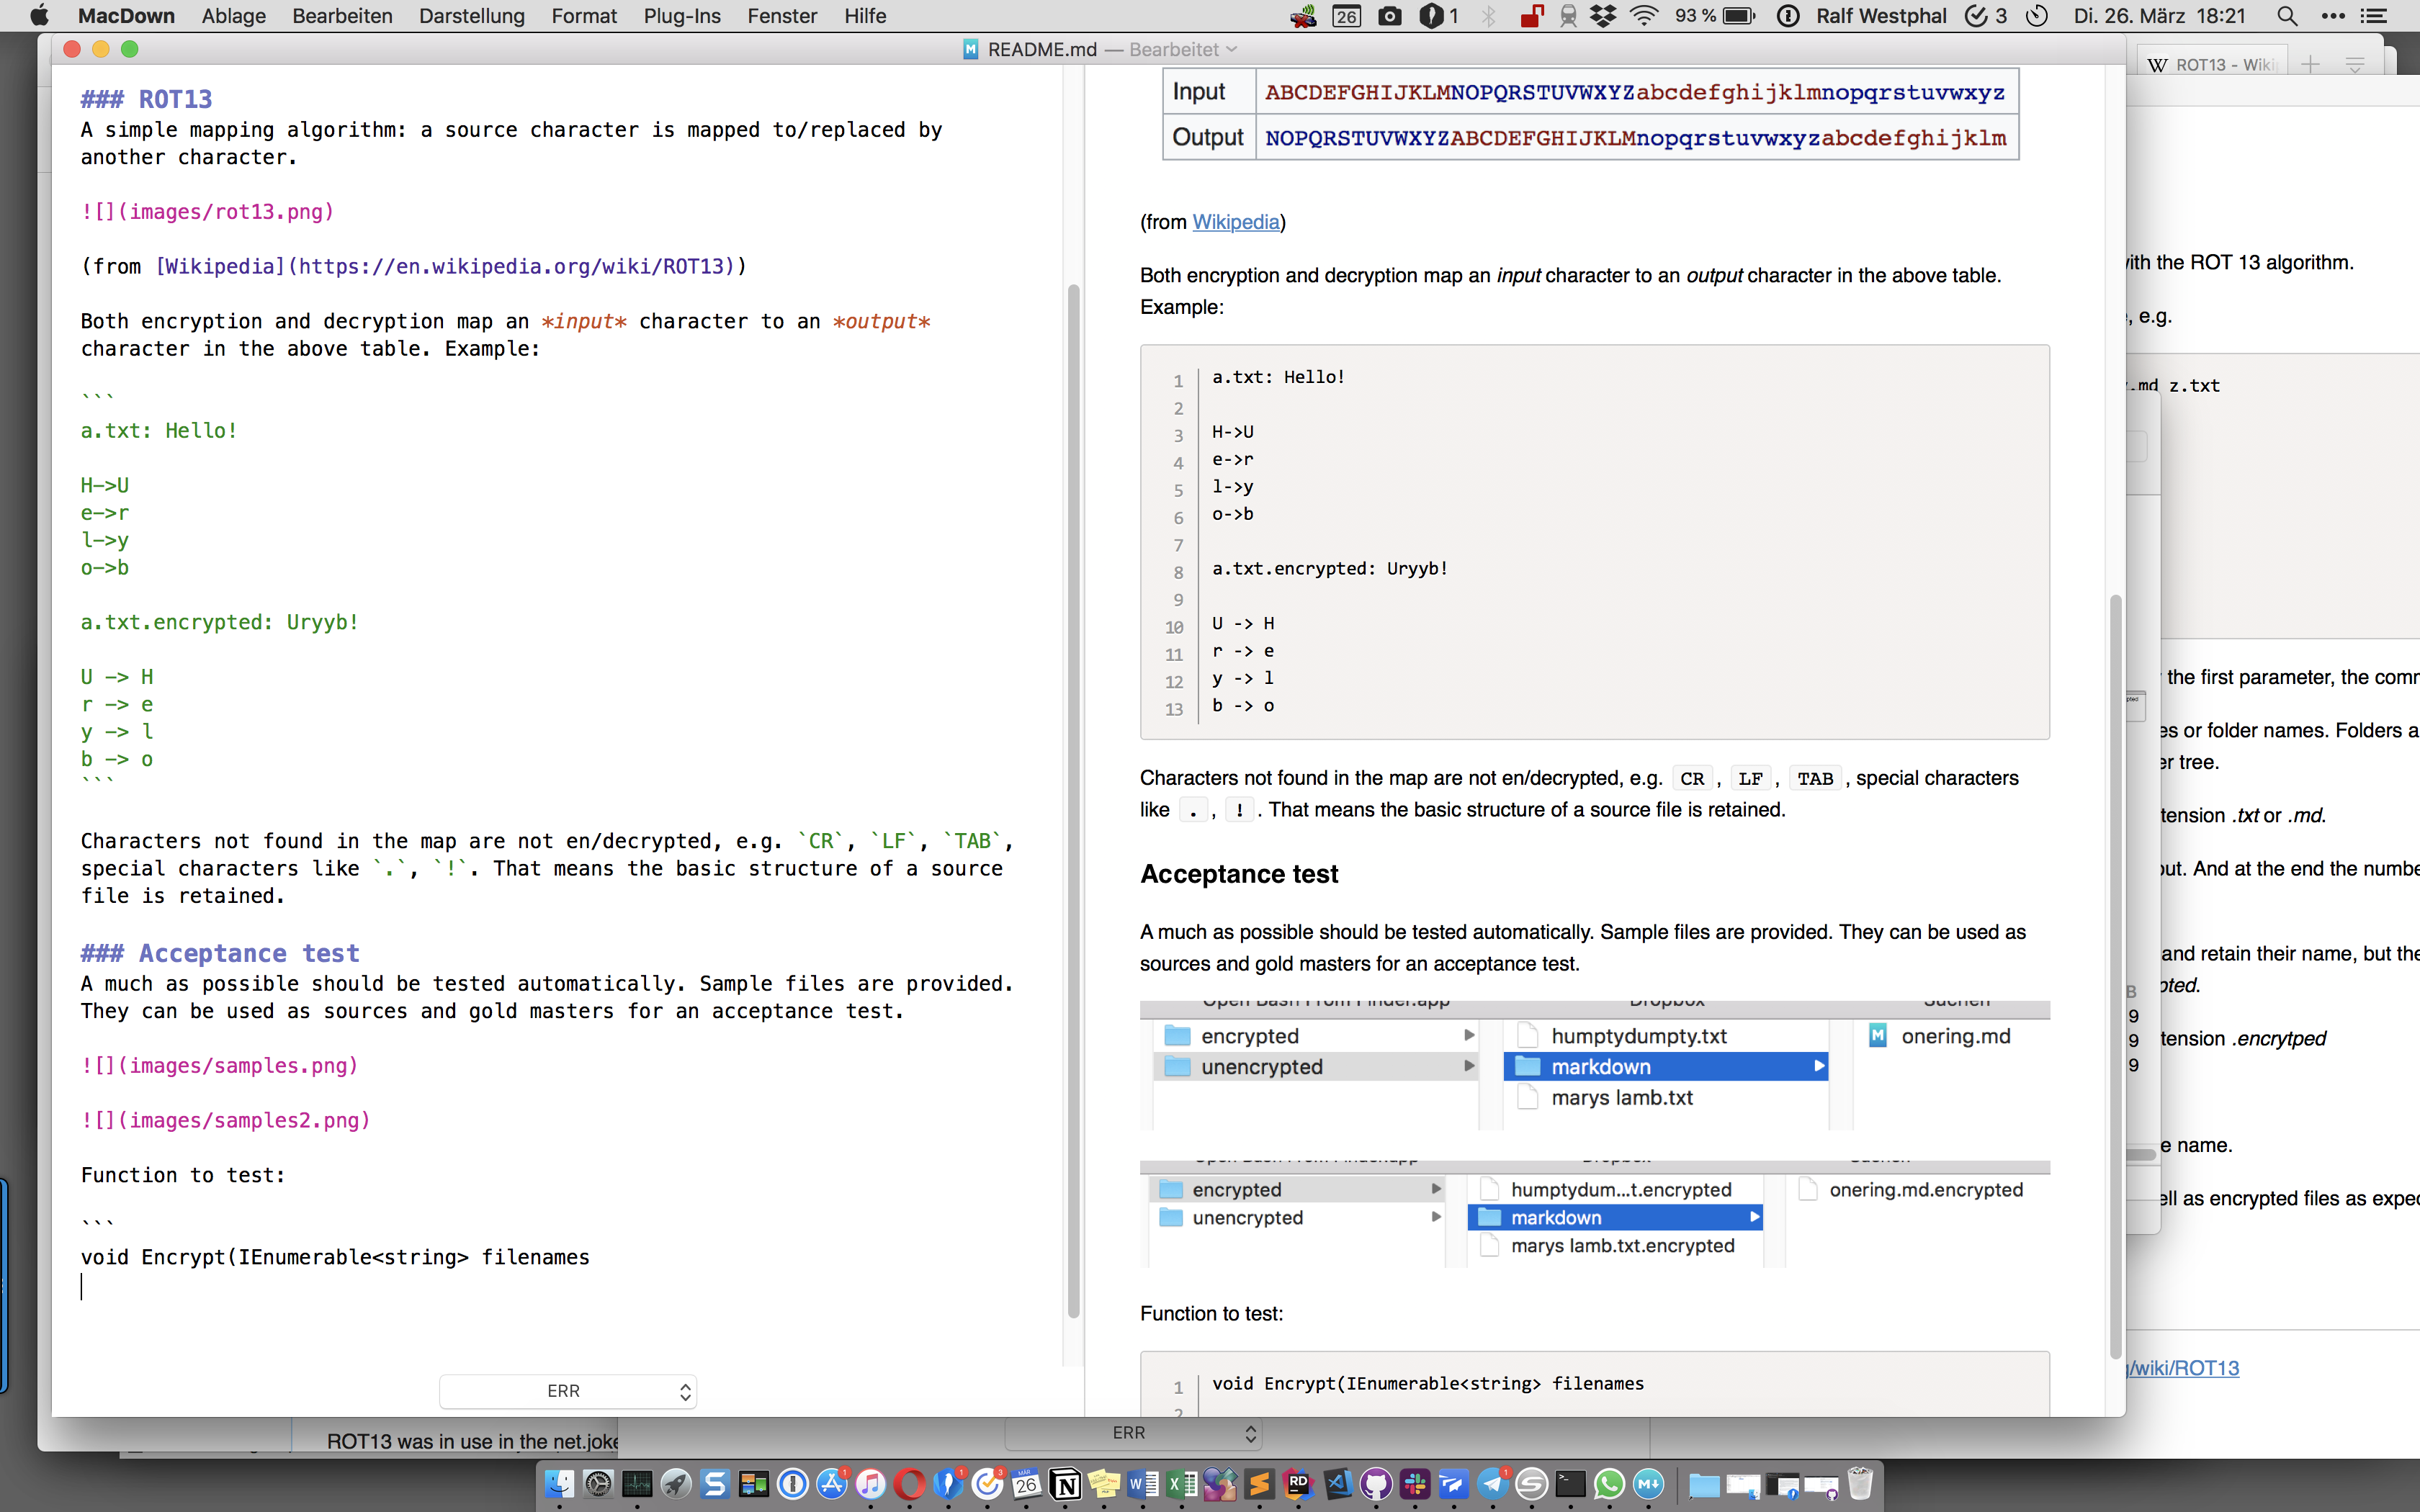 MacDown Ablage Bearbeiten Darstellung Format Plug-Ins Fenster Hilfe 26 1 93 % Ralf Westphal 3 Di. 26. März 18:21
README.md — Bearbeitet
### ROT13
A simple mapping algorithm: a source character is mapped to/replaced by
another character.
![](images/rot13.png)
(from [Wikipedia](https://en.wikipedia.org/wiki/ROT13))
Both encryption and decryption map an *input* character to an *output*
character in the above table. Example:
```
a.txt: Hello!
H->U
e->r
l->y
o->b
a.txt.encrypted: Uryyb!
U -> H
r -> e
y -> l
b -> o
```
Characters not found in the map are not en/decrypted, e.g. `CR`, `LF`, `TAB`,
special characters like `.`, `!`. That means the basic structure of a source
file is retained.
### Acceptance test
A much as possible should be tested automatically. Sample files are provided.
They can be used as sources and gold masters for an acceptance test.
![](images/samples.png)
![](images/samples2.png)
Function to test:
```
void Encrypt(IEnumerable<string> filenames
ERR
Input ABCDEFGHIJKLMNOPQRSTUVWXYZabcdefghijklmnopqrstuvwxyz
Output NOPQRSTUVWXYZABCDEFGHIJKLMnopqrstuvwxyzabcdefghijklm
(from Wikipedia)
Both encryption and decryption map an input character to an output character in the above table.
Example:
1 a.txt: Hello!
2
3 H->U
4 e->r
5 l->y
6 o->b
7
8 a.txt.encrypted: Uryyb!
9
10 U -> H
11 r -> e
12 y -> l
13 b -> o
Characters not found in the map are not en/decrypted, e.g. CR , LF , TAB , special characters
like . , ! . That means the basic structure of a source file is retained.
Acceptance test
A much as possible should be tested automatically. Sample files are provided. They can be used as
sources and gold masters for an acceptance test.
Open Bash From Finder.app Dropbox Suchen
encrypted humptydumpty.txt onering.md
unencrypted markdown
marys lamb.txt
encrypted humptydum...t.encrypted onering.md.encrypted
unencrypted markdown
marys lamb.txt.encrypted
Function to test:
1 void Encrypt(IEnumerable<string> filenames
2
W ROT13 - Wiki
ith the ROT 13 algorithm.
, e.g.
.md z.txt
the first parameter, the comm
es or folder names. Folders a
er tree.
tension .txt or .md.
out. And at the end the numbe
and retain their name, but the
pted.
B
9
9 tension .encrytped
9
e name.
ell as encrypted files as expec
/wiki/ROT13
ROT13 was in use in the net.joke
ERR